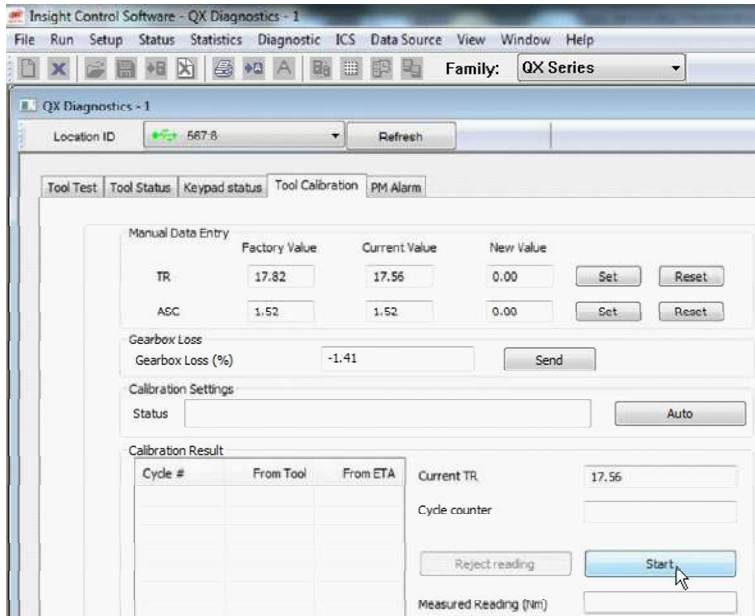 Insight Control Software - QX Diagnostics - 1
File Run Setup Status Statistics Diagnostic ICS Data Source View Window Help
Family: QX Series
QX Diagnostics - 1
Location ID 567:8 Refresh
Tool Test Tool Status Keypad status Tool Calibration PM Alarm
Manual Data Entry
Factory Value Current Value New Value
TR 17.82 17.56 0.00 Set Reset
ASC 1.52 1.52 0.00 Set Reset
Gearbox Loss
Gearbox Loss (%) -1.41 Send
Calibration Settings
Status Auto
Calibration Result
Cycle # From Tool From ETA Current TR 17.56
Cycle counter
Reject reading Start
Measured Reading (Nm)